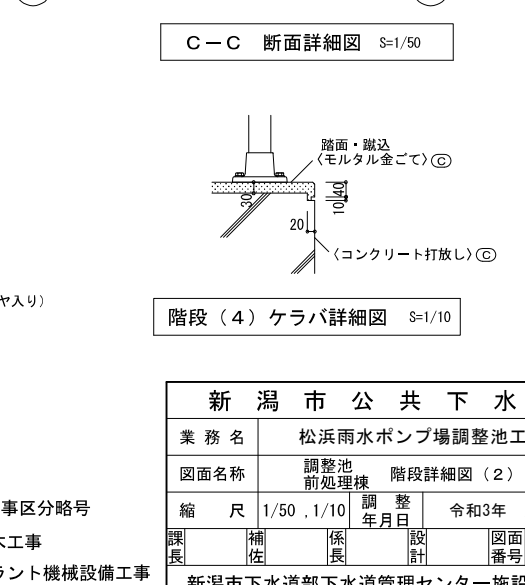 C－C 断面詳細図 S=1/50
踏面・蹴込
〈モルタル金ごて〉Ⓒ
30
10 40
20
〈コンクリート打放し〉Ⓒ
ヤ入り）
階段（４）ケラバ詳細図 S=1/10
新潟市公共下水
業務名 松浜雨水ポンプ場調整池工
図面名称 調整池 前処理棟 階段詳細図（２）
縮尺 1/50 ,1/10 調整年月日 令和3年
課長 補佐 係長 設計 図面番号
新潟市下水道部下水道管理センター施設
事区分略号
木工事
ラント機械設備工事